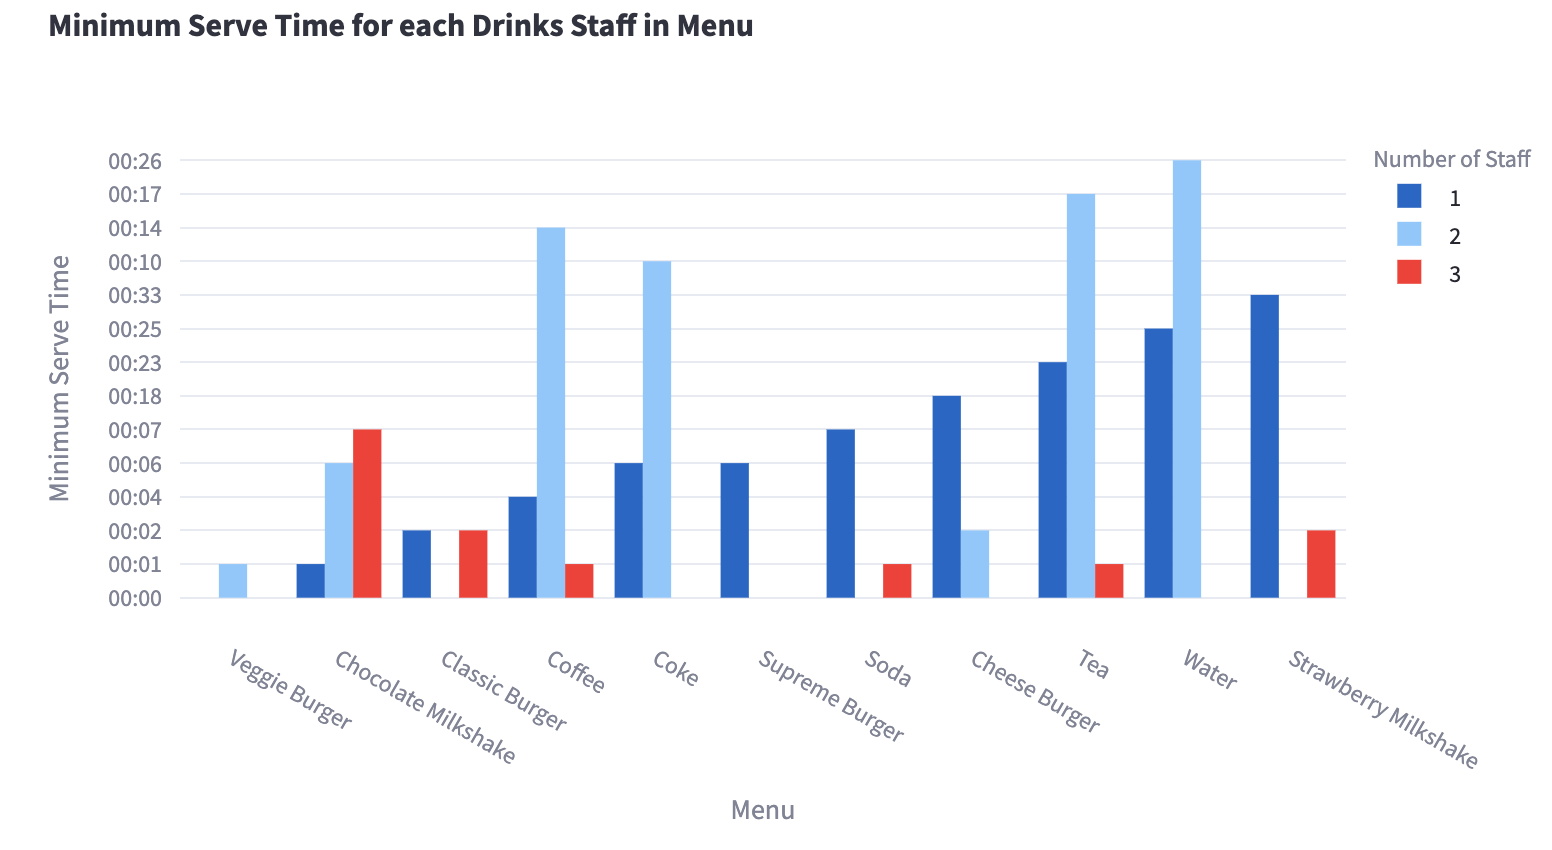 Minimum Serve Time for each Drinks Staff in Menu
Number of Staff
1
2
3
Minimum Serve Time
00:26
00:17
00:14
00:10
00:33
00:25
00:23
00:18
00:07
00:06
00:04
00:02
00:01
00:00
Veggie Burger
Chocolate Milkshake
Classic Burger
Coffee
Coke
Supreme Burger
Soda
Cheese Burger
Tea
Water
Strawberry Milkshake
Menu